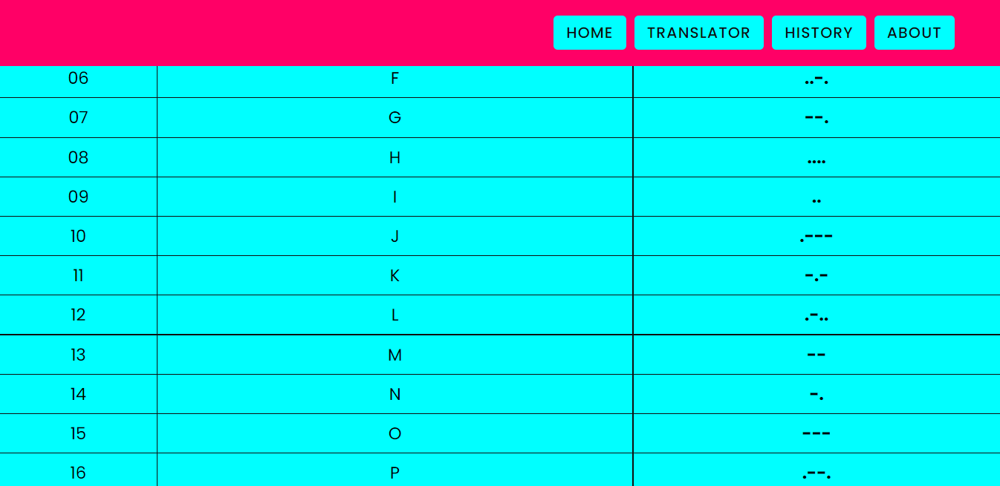 HOME TRANSLATOR HISTORY ABOUT
06 F ..-.
07 G --.
08 H ....
09 I ..
10 J .---
11 K -.-
12 L .-..
13 M --
14 N -.
15 O ---
16 P .--.